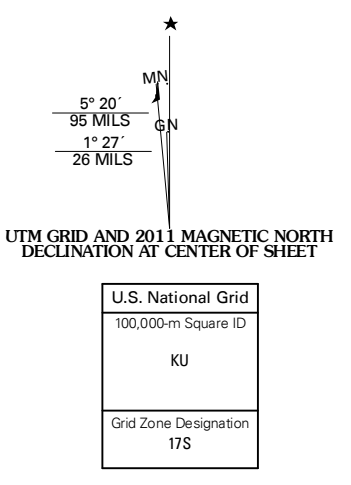 ★
MN.
5° 20´
95 MILS
GN
1° 27´
26 MILS
UTM GRID AND 2011 MAGNETIC NORTH
DECLINATION AT CENTER OF SHEET
U.S. National Grid
100,000-m Square ID
KU
Grid Zone Designation
17S